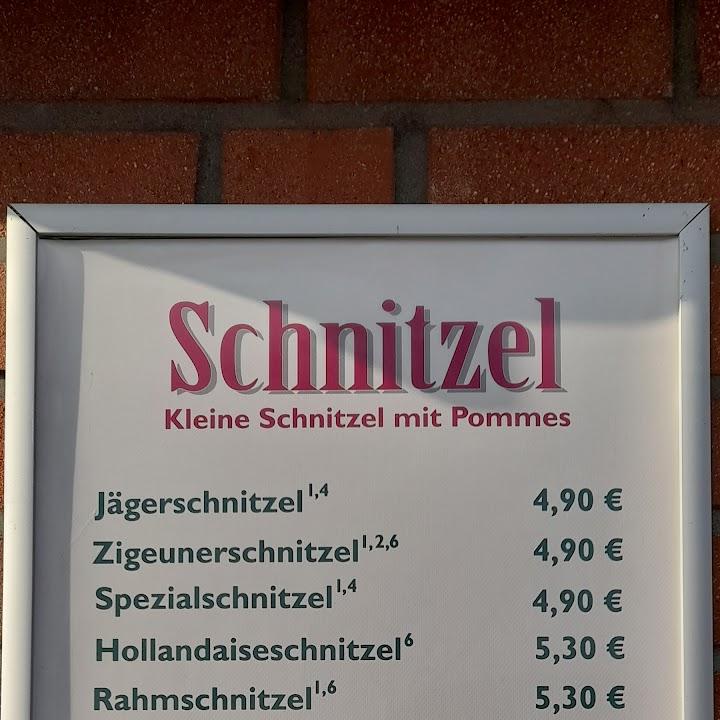 Schnitzel
Kleine Schnitzel mit Pommes
Jägerschnitzel¹,⁴ 4,90 €
Zigeunerschnitzel¹,²,⁶ 4,90 €
Spezialschnitzel¹,⁴ 4,90 €
Hollandaiseschnitzel⁶ 5,30 €
Rahmschnitzel¹,⁶ 5,30 €